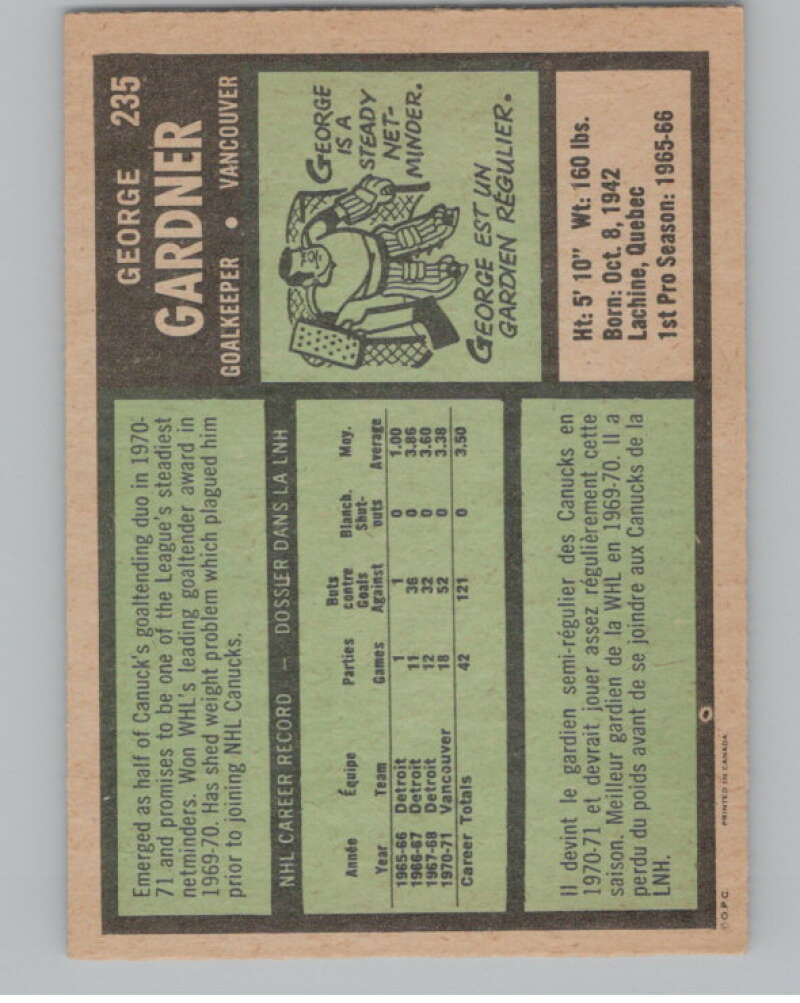 GEORGE 235
GARDNER
GOALKEEPER • VANCOUVER
Emerged as half of Canuck's goaltending duo in 1970-
71 and promises to be one of the League's steadiest
netminders. Won WHL's leading goaltender award in
1969-70. Has shed weight problem which plagued him
prior to joining NHL Canucks.
GEORGE
IS A
STEADY
NET-
MINDER.
GEORGE EST UN
GARDIEN RÉGULIER.
NHL CAREER RECORD — DOSSIER DANS LA LNH
Année Équipe Parties Buts contre Blanch. Moy.
Year Team Games Goals Against Shut-outs Average
1965-66 Detroit 1 1 0 1.00
1966-67 Detroit 11 36 0 3.86
1967-68 Detroit 12 32 0 3.60
1970-71 Vancouver 18 52 0 3.38
Career Totals 42 121 0 3.50
Ht: 5' 10" Wt: 160 lbs.
Born: Oct. 8, 1942
Lachine, Quebec
1st Pro Season: 1965-66
Il devint le gardien semi-régulier des Canucks en
1970-71 et devrait jouer assez régulièrement cette
saison. Meilleur gardien de la WHL en 1969-70. Il a
perdu du poids avant de se joindre aux Canucks de la
LNH.
© O.P.C. PRINTED IN CANADA